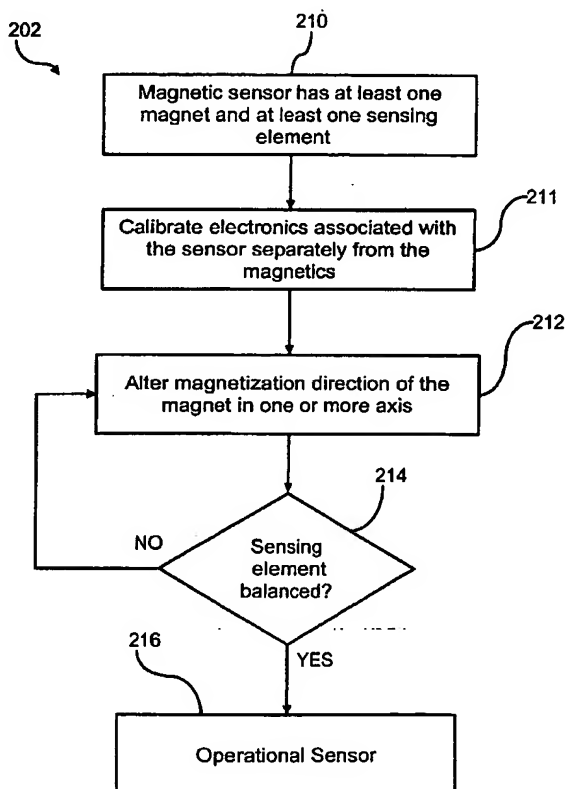 202
210
Magnetic sensor has at least one
magnet and at least one sensing
element
211
Calibrate electronics associated with
the sensor separately from the
magnetics
212
Alter magnetization direction of the
magnet in one or more axis
214
NO
Sensing
element
balanced?
216
YES
Operational Sensor